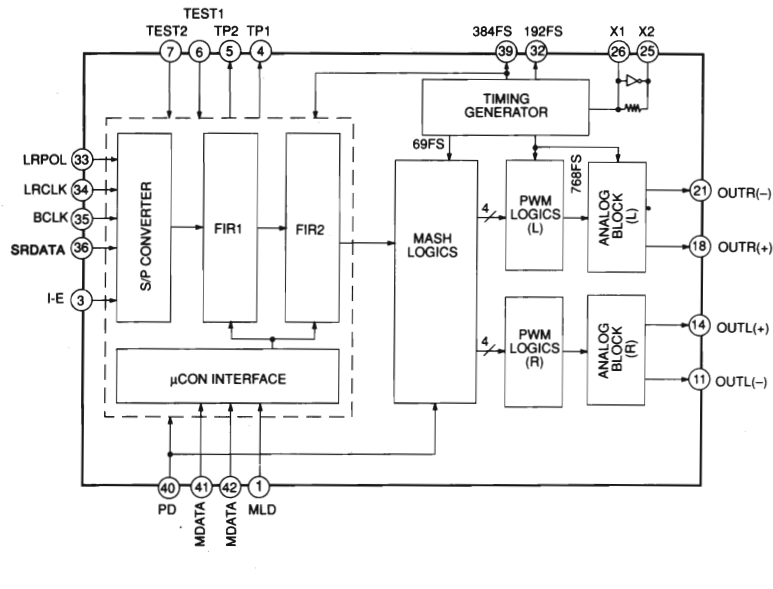 TEST1
TEST2 TP2 TP1
7 6 5 4
384FS 192FS X1 X2
39 32 26 25
TIMING
GENERATOR
69FS
768FS
LRPOL 33
LRCLK 34
BCLK 35
SRDATA 36
I-E 3
S/P CONVERTER
FIR1
FIR2
MASH
LOGICS
4
PWM
LOGICS
(L)
ANALOG
BLOCK
(L)
21 OUTR(–)
18 OUTR(+)
4
PWM
LOGICS
(R)
ANALOG
BLOCK
(R)
14 OUTL(+)
11 OUTL(–)
μCON INTERFACE
40 41 42 1
PD
MDATA
MDATA
MLD